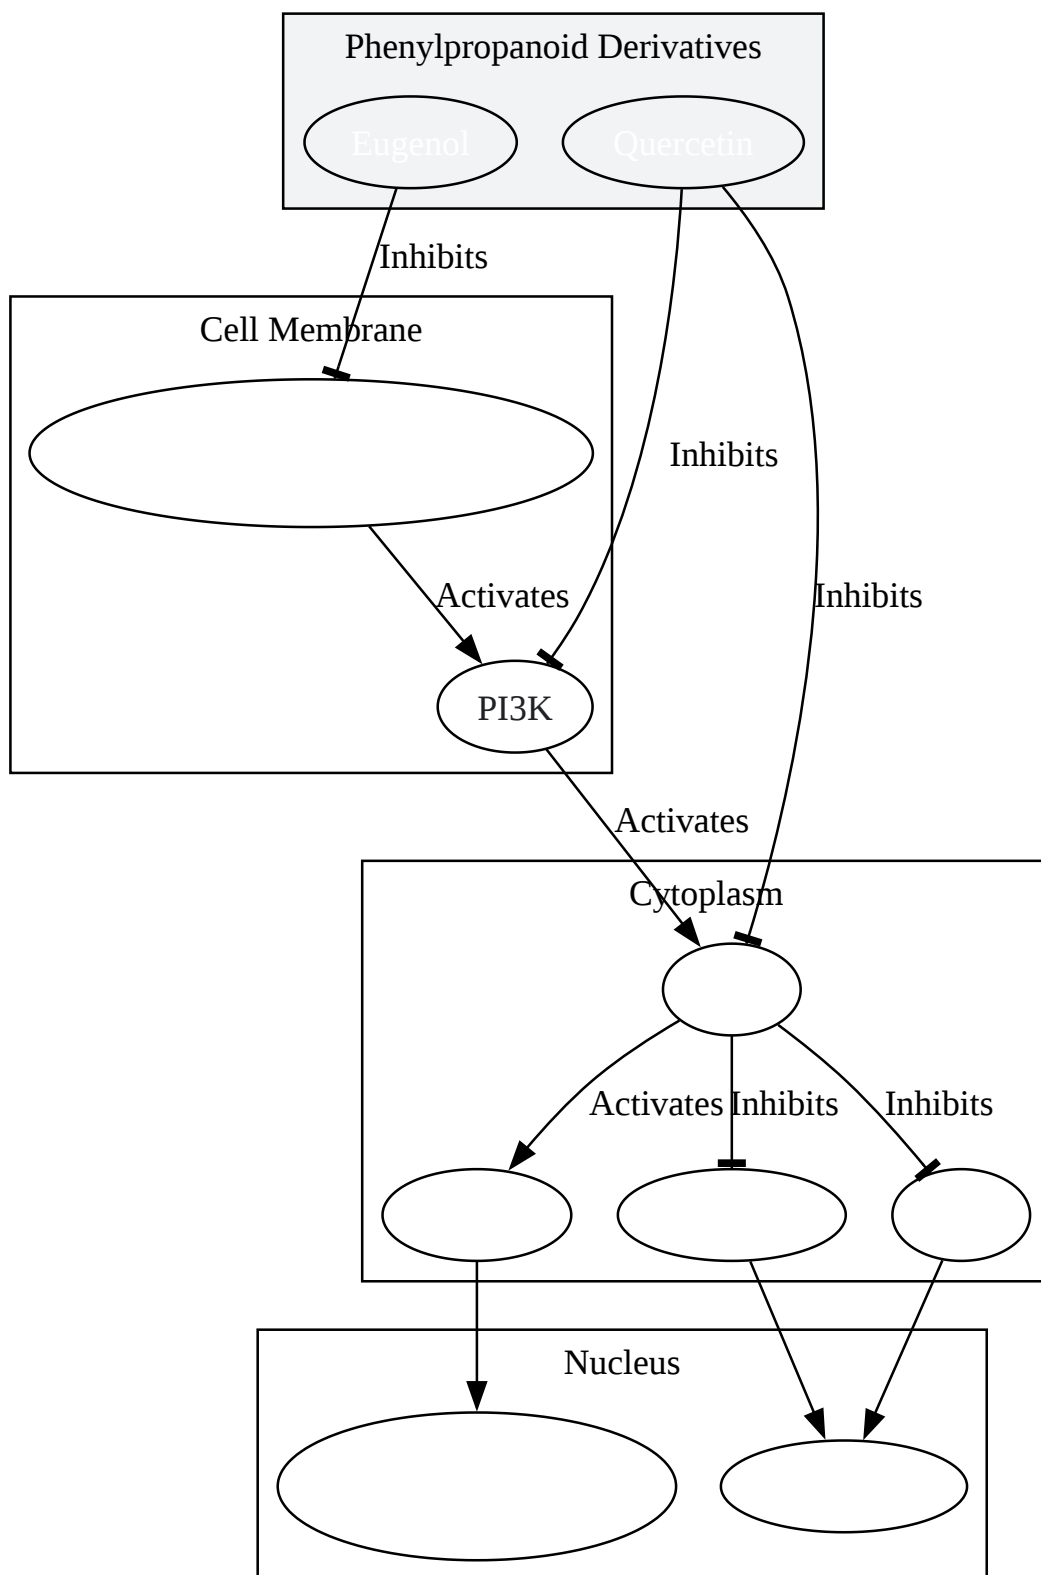 Phenylpropanoid Derivatives
Eugenol
Quercetin
Inhibits
Cell Membrane
Inhibits
Activates
Inhibits
PI3K
Activates
Cytoplasm
Activates
Inhibits
Inhibits
Nucleus